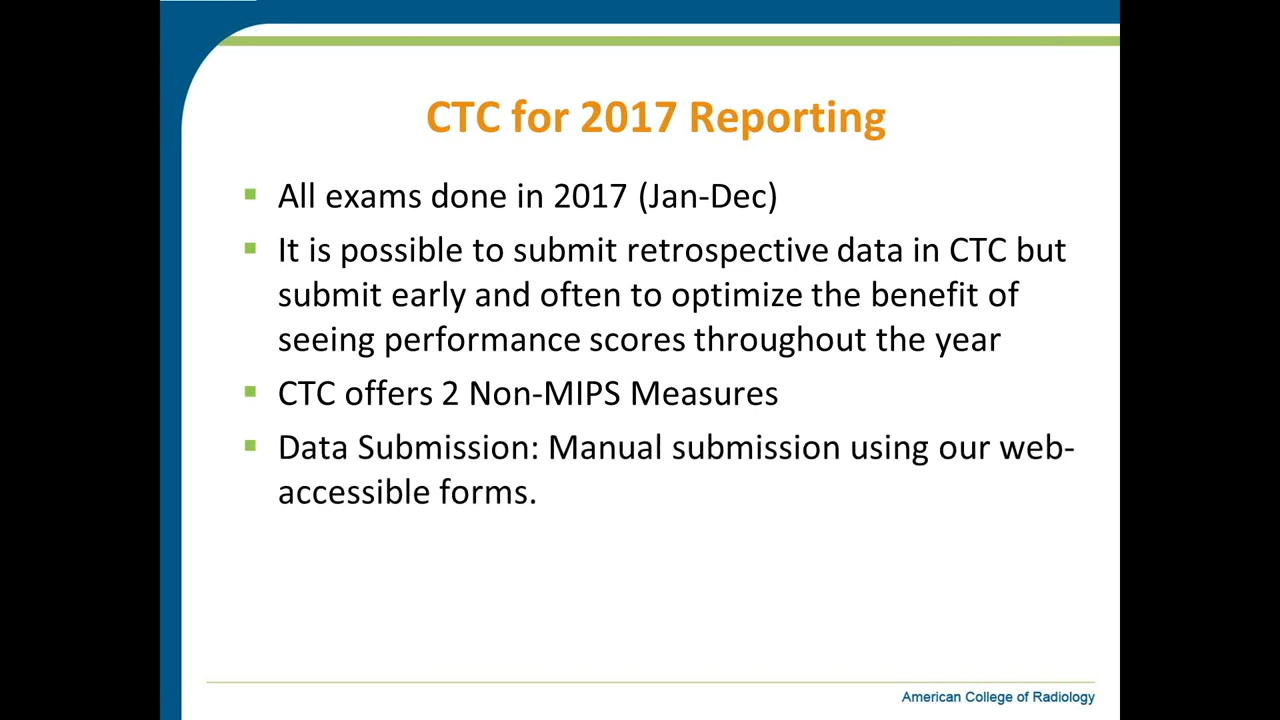 CTC for 2017 Reporting
All exams done in 2017 (Jan-Dec)
It is possible to submit retrospective data in CTC but
submit early and often to optimize the benefit of
seeing performance scores throughout the year
CTC offers 2 Non-MIPS Measures
Data Submission: Manual submission using our web-
accessible forms.
American College of Radiology